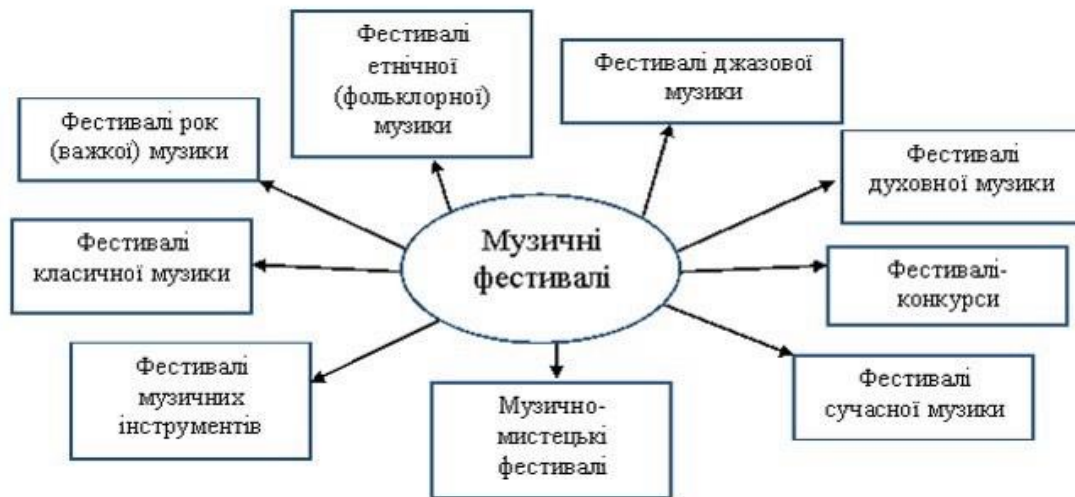 Фестивалі
етнічної
(фольклорної)
музики
Фестивалі джазової
музики
Фестивалі рок
(важкої) музики
Фестивалі
духовної музики
Музичні
фестивалі
Фестивалі
класичної музики
Фестивалі-
конкурси
Фестивалі
музичних
інструментів
Музично-
мистецькі
фестивалі
Фестивалі
сучасної музики